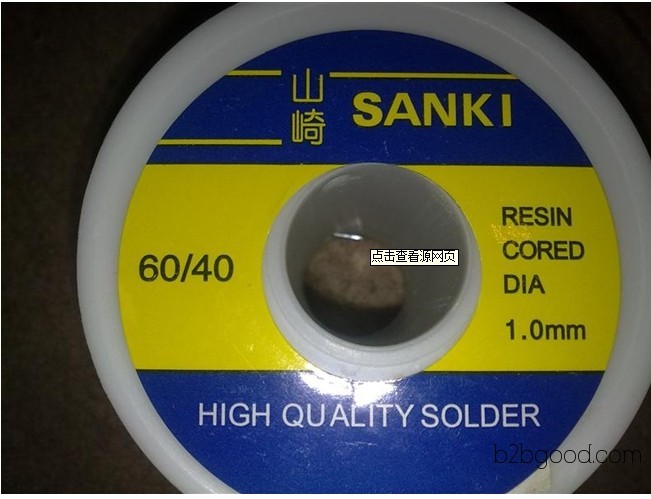 山崎
SANKI
60/40
RESIN
CORED
DIA
1.0mm
点击查看源网页
HIGH QUALITY SOLDER
b2bgood.com